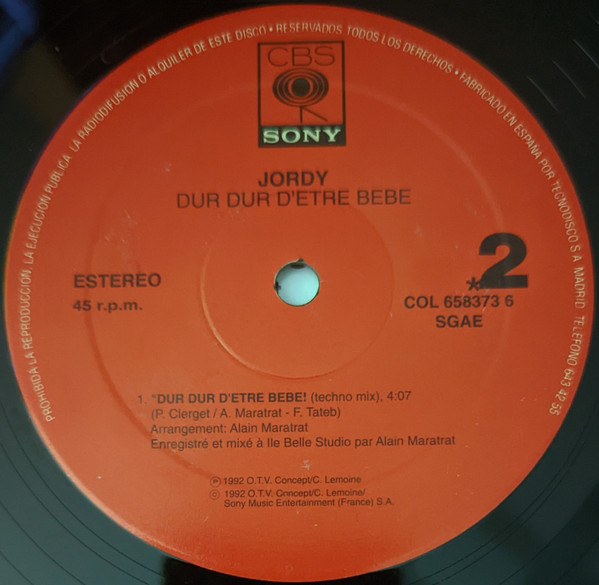 PROHIBIDA LA REPRODUCCION, LA EJECUCION PUBLICA, LA RADIODIFUSION O ALQUILER DE ESTE DISCO • RESERVADOS TODOS LOS DERECHOS • FABRICADO EN ESPAÑA POR TECNODISCO S A MADRID TELEFONO 643 42 55
CBS
SONY
JORDY
DUR DUR D'ETRE BEBE
ESTEREO
45 r.p.m.
*2
COL 658373 6
SGAE
1. "DUR DUR D'ETRE BEBE! (techno mix), 4:07
(P. Clerget / A. Maratrat - F. Tateb)
Arrangement: Alain Maratrat
Enregistré et mixé à Ile Belle Studio par Alain Maratrat
℗ 1992 O.T.V. Concept/C. Lemoine
© 1992 O.T.V. Concept/C. Lemoine/
Sony Music Entertainment (France) S.A.